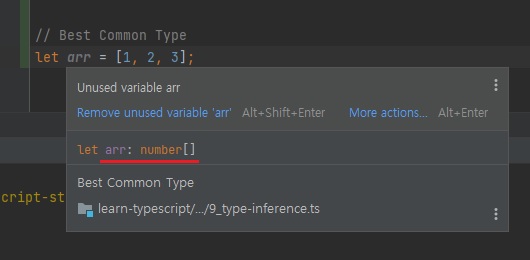 // Best Common Type
let arr = [1, 2, 3];
Unused variable arr
Remove unused variable 'arr' Alt+Shift+Enter More actions... Alt+Enter
let arr: number[]
cript-st
Best Common Type
learn-typescript/.../9_type-inference.ts